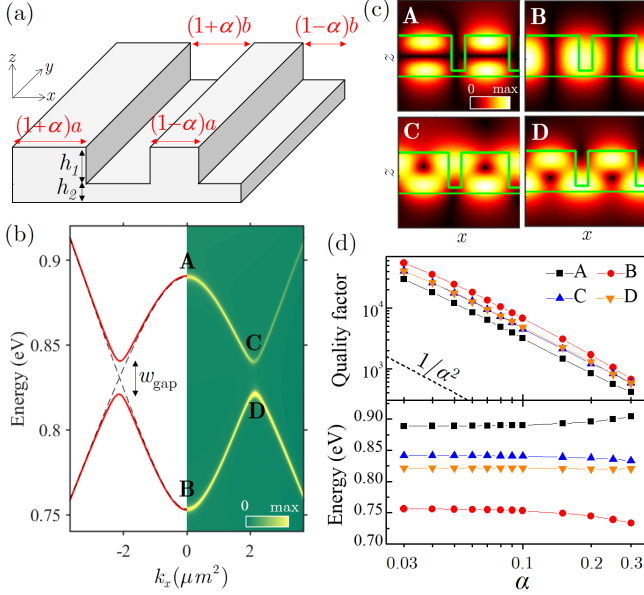 (a)
(1+α)b
(1−α)b
z
y
x
(1+α)a
(1−α)a
h1
h2
(c)
A
B
z
0
max
C
D
z
x
x
(b)
0.9
0.85
0.8
0.75
Energy (eV)
A
C
wgap
D
B
0
max
-2
0
2
kx(μm²)
(d)
Quality factor
10⁴
10³
A
B
C
D
1/α²
Energy (eV)
0.90
0.85
0.80
0.75
0.70
0.03
0.1
0.2
0.3
α